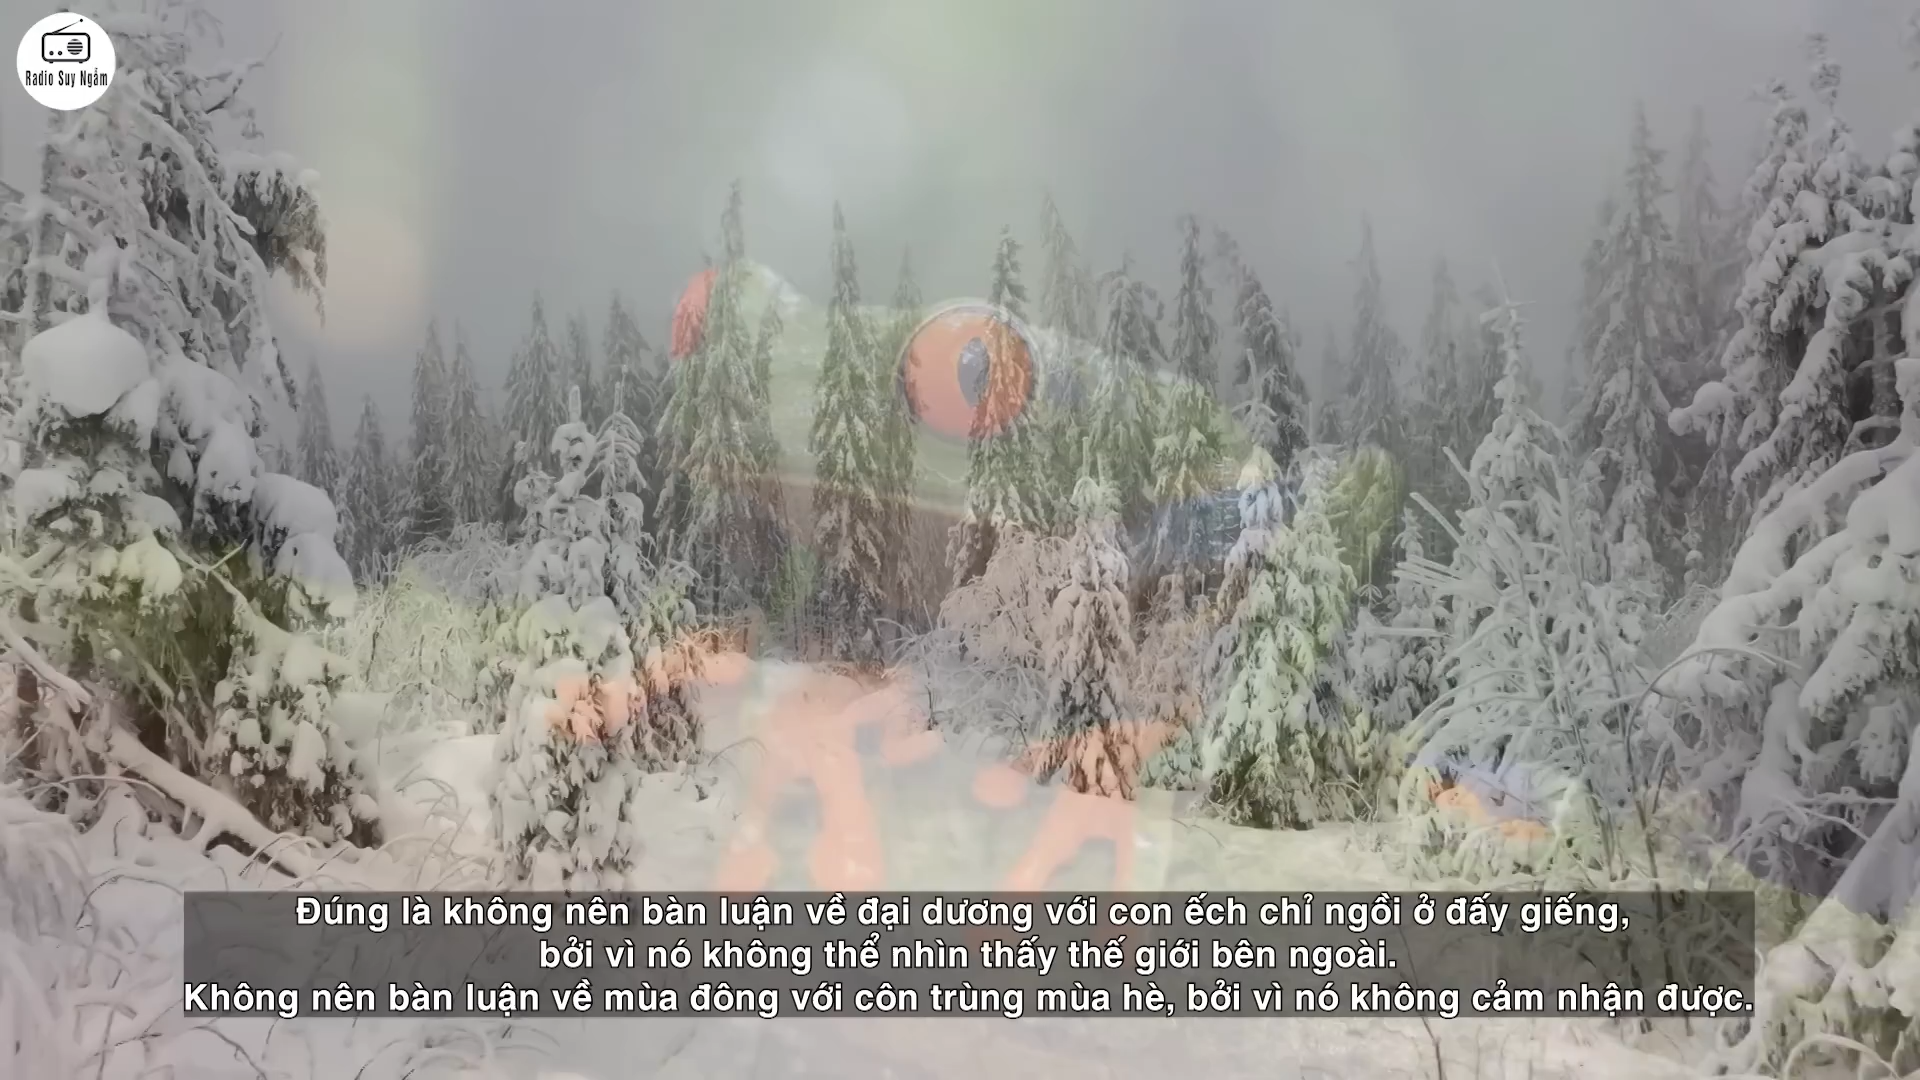 Radio Suy Ngẫm
Đúng là không nên bàn luận về đại dương với con ếch chỉ ngồi ở đấy giếng,
bởi vì nó không thể nhìn thấy thế giới bên ngoài.
Không nên bàn luận về mùa đông với côn trùng mùa hè, bởi vì nó không cảm nhận được.